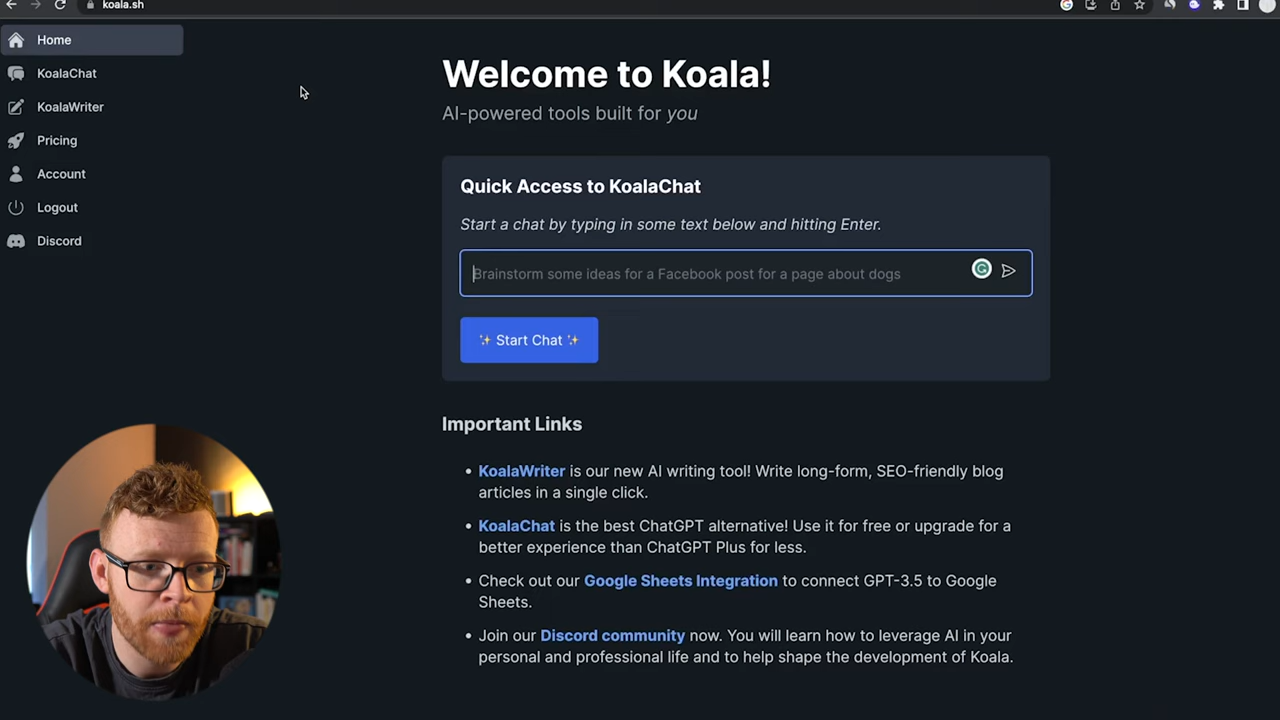 koala.sh
Home
KoalaChat
KoalaWriter
Pricing
Account
Logout
Discord
Welcome to Koala!
AI-powered tools built for you
Quick Access to KoalaChat
Start a chat by typing in some text below and hitting Enter.
Brainstorm some ideas for a Facebook post for a page about dogs
✨ Start Chat ✨
Important Links
• KoalaWriter is our new AI writing tool! Write long-form, SEO-friendly blog
articles in a single click.
• KoalaChat is the best ChatGPT alternative! Use it for free or upgrade for a
better experience than ChatGPT Plus for less.
• Check out our Google Sheets Integration to connect GPT-3.5 to Google
Sheets.
• Join our Discord community now. You will learn how to leverage AI in your
personal and professional life and to help shape the development of Koala.